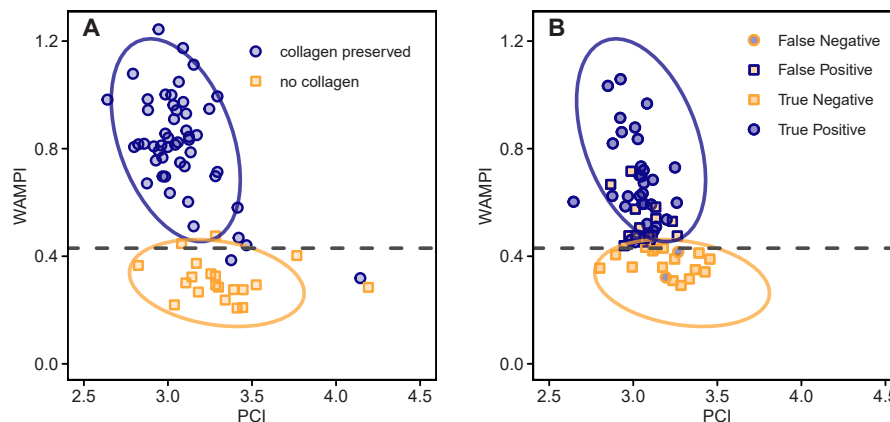 A
collagen preserved
no collagen
WAMPI
1.2
0.8
0.4
0.0
2.5
3.0
3.5
4.0
4.5
PCI
B
False Negative
False Positive
True Negative
True Positive
WAMPI
1.2
0.8
0.4
0.0
2.5
3.0
3.5
4.0
4.5
PCI